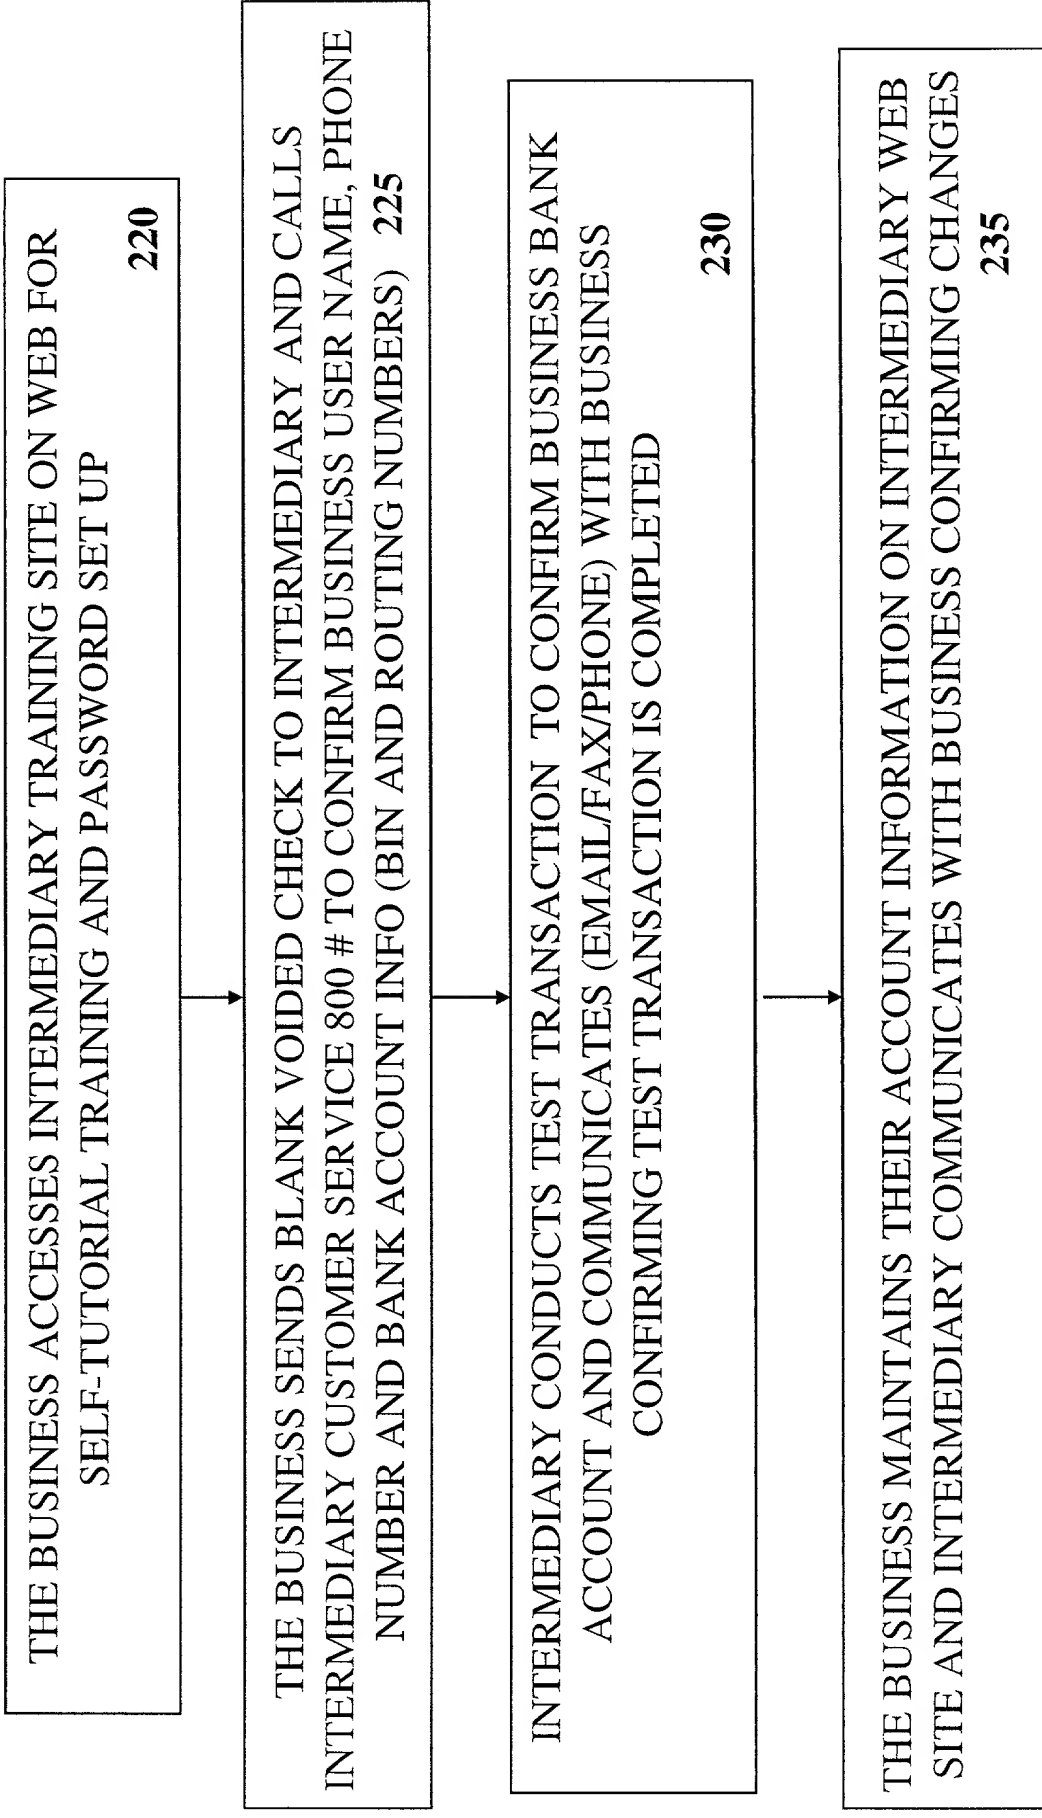 THE BUSINESS ACCESSES INTERMEDIARY TRAINING SITE ON WEB FOR
SELF-TUTORIAL TRAINING AND PASSWORD SET UP
220
THE BUSINESS SENDS BLANK VOIDED CHECK TO INTERMEDIARY AND CALLS
INTERMEDIARY CUSTOMER SERVICE 800 # TO CONFIRM BUSINESS USER NAME, PHONE
NUMBER AND BANK ACCOUNT INFO (BIN AND ROUTING NUMBERS) 225
INTERMEDIARY CONDUCTS TEST TRANSACTION TO CONFIRM BUSINESS BANK
ACCOUNT AND COMMUNICATES (EMAIL/FAX/PHONE) WITH BUSINESS
CONFIRMING TEST TRANSACTION IS COMPLETED
230
THE BUSINESS MAINTAINS THEIR ACCOUNT INFORMATION ON INTERMEDIARY WEB
SITE AND INTERMEDIARY COMMUNICATES WITH BUSINESS CONFIRMING CHANGES
235